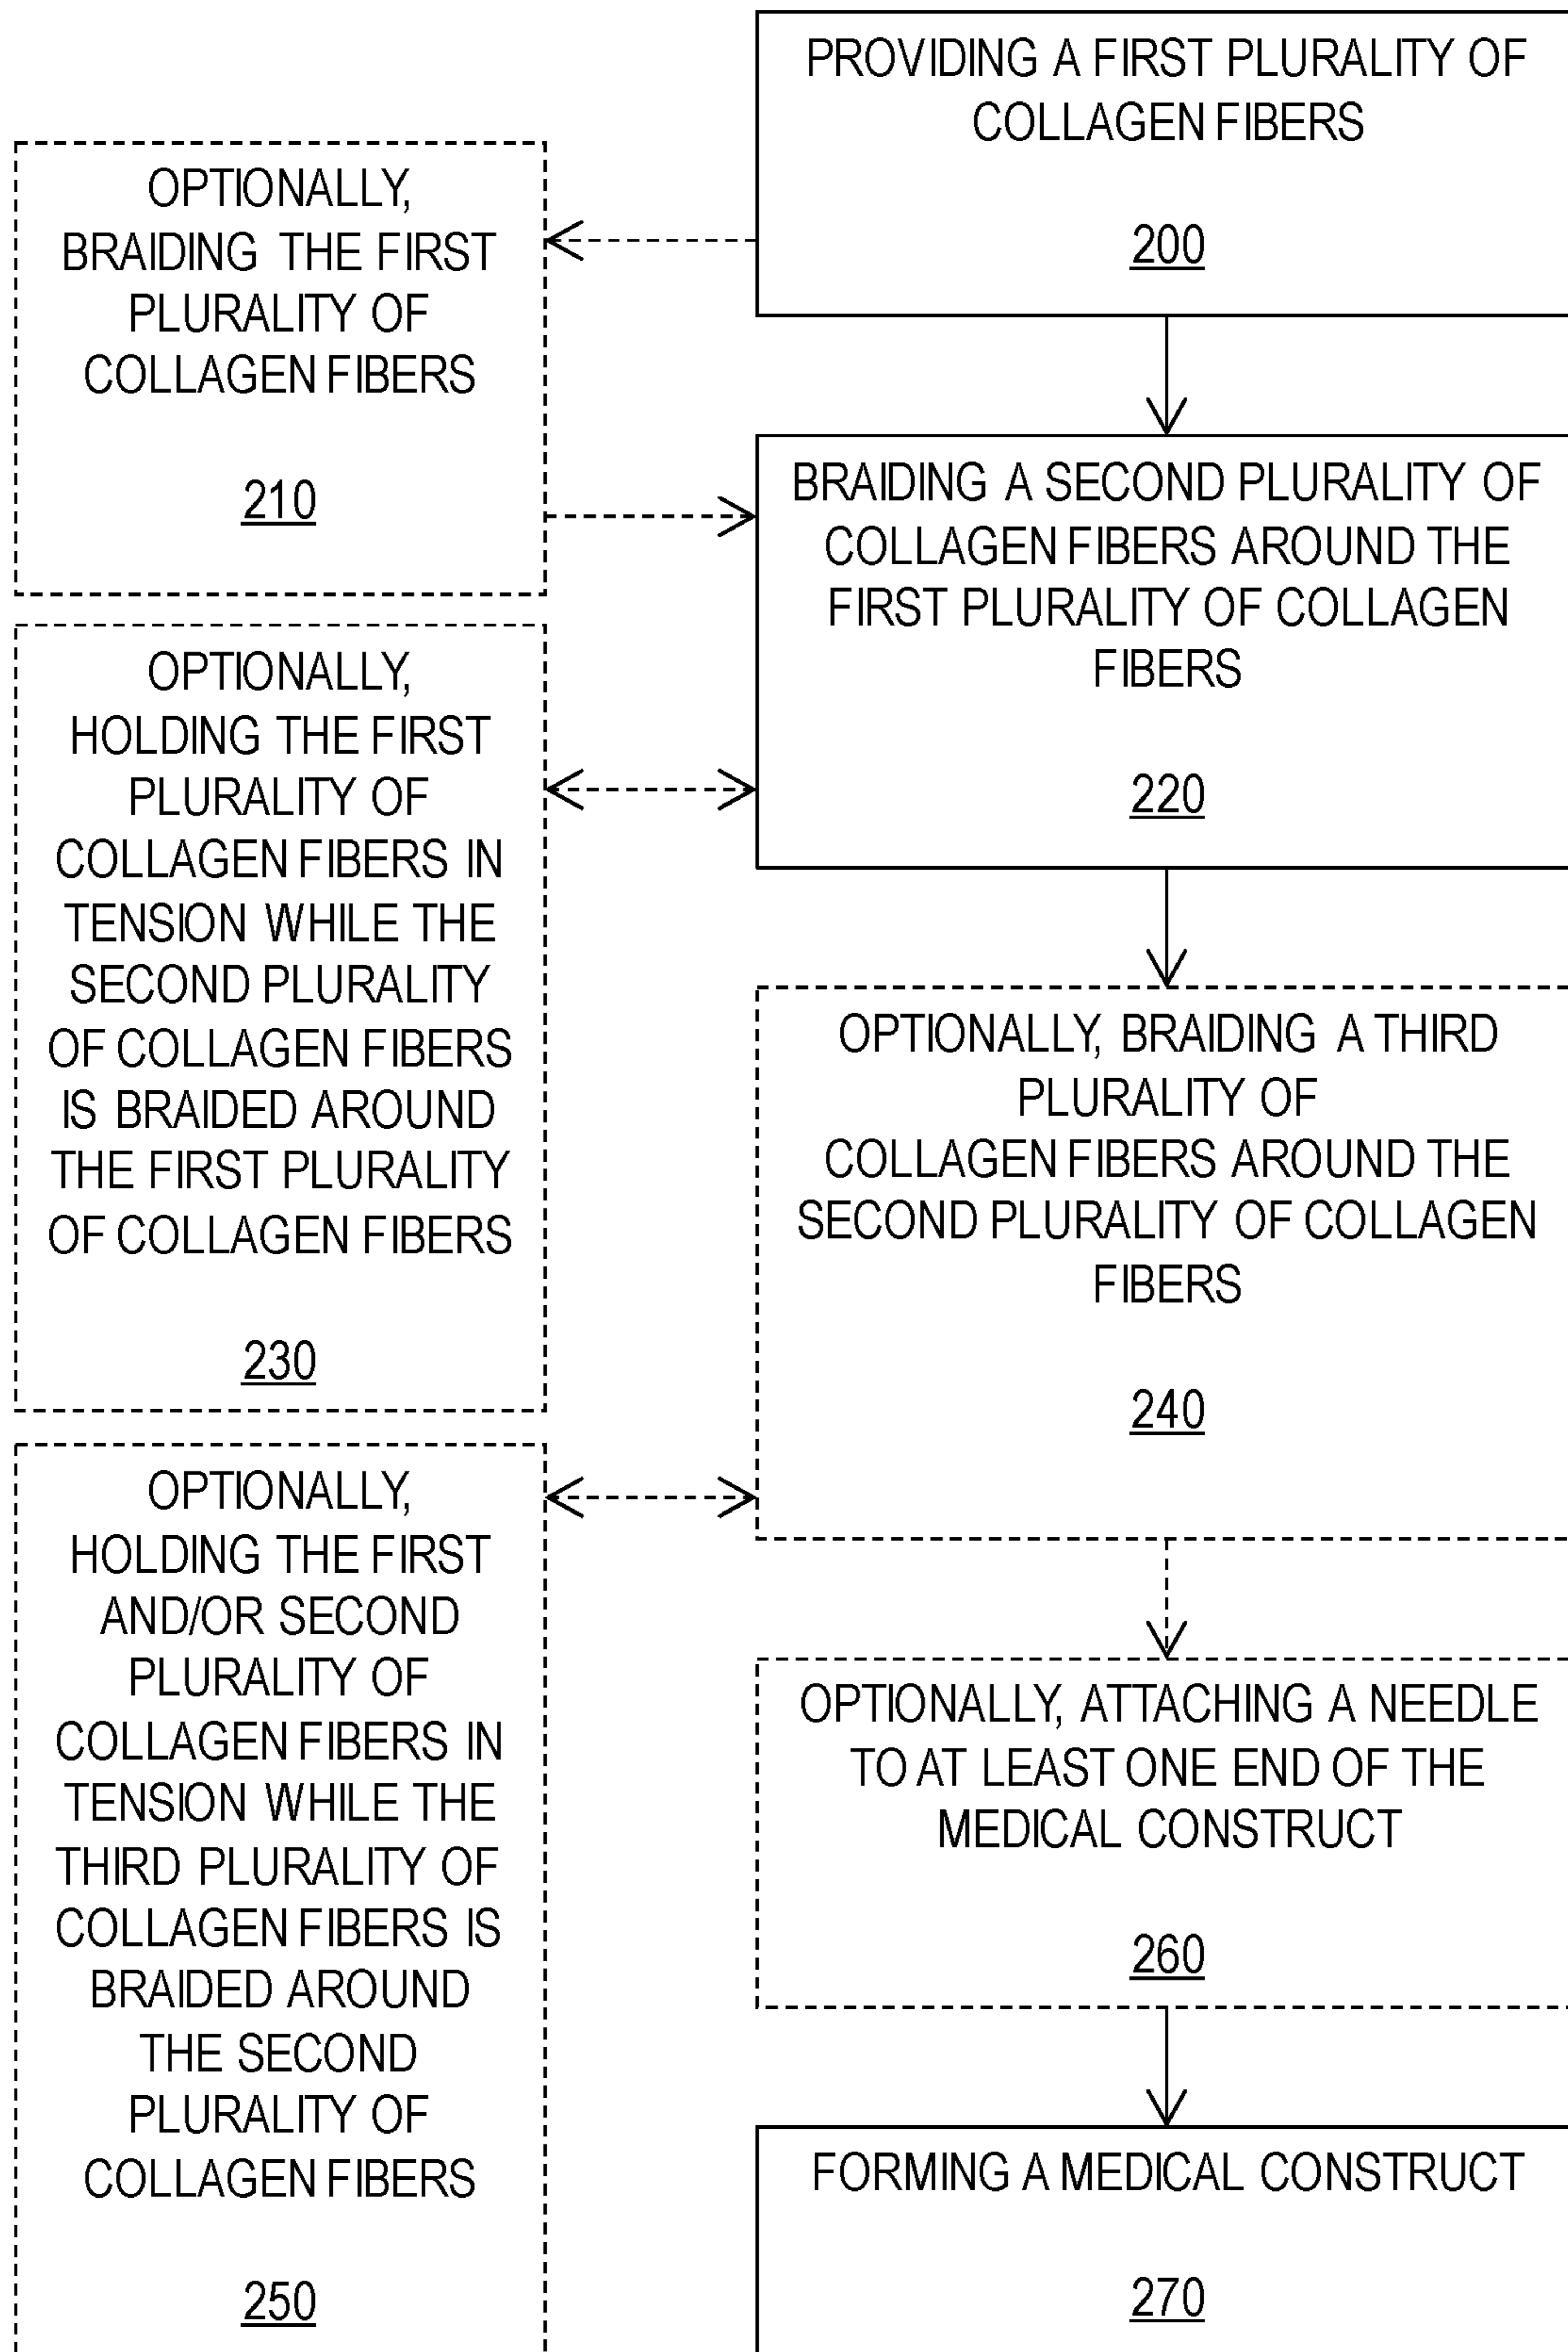 PROVIDING A FIRST PLURALITY OF
COLLAGEN FIBERS
200
OPTIONALLY,
BRAIDING THE FIRST
PLURALITY OF
COLLAGEN FIBERS
210
BRAIDING A SECOND PLURALITY OF
COLLAGEN FIBERS AROUND THE
FIRST PLURALITY OF COLLAGEN
FIBERS
220
OPTIONALLY,
HOLDING THE FIRST
PLURALITY OF
COLLAGEN FIBERS IN
TENSION WHILE THE
SECOND PLURALITY
OF COLLAGEN FIBERS
IS BRAIDED AROUND
THE FIRST PLURALITY
OF COLLAGEN FIBERS
230
OPTIONALLY, BRAIDING A THIRD
PLURALITY OF
COLLAGEN FIBERS AROUND THE
SECOND PLURALITY OF COLLAGEN
FIBERS
240
OPTIONALLY,
HOLDING THE FIRST
AND/OR SECOND
PLURALITY OF
COLLAGEN FIBERS IN
TENSION WHILE THE
THIRD PLURALITY OF
COLLAGEN FIBERS IS
BRAIDED AROUND
THE SECOND
PLURALITY OF
COLLAGEN FIBERS
250
OPTIONALLY, ATTACHING A NEEDLE
TO AT LEAST ONE END OF THE
MEDICAL CONSTRUCT
260
FORMING A MEDICAL CONSTRUCT
270